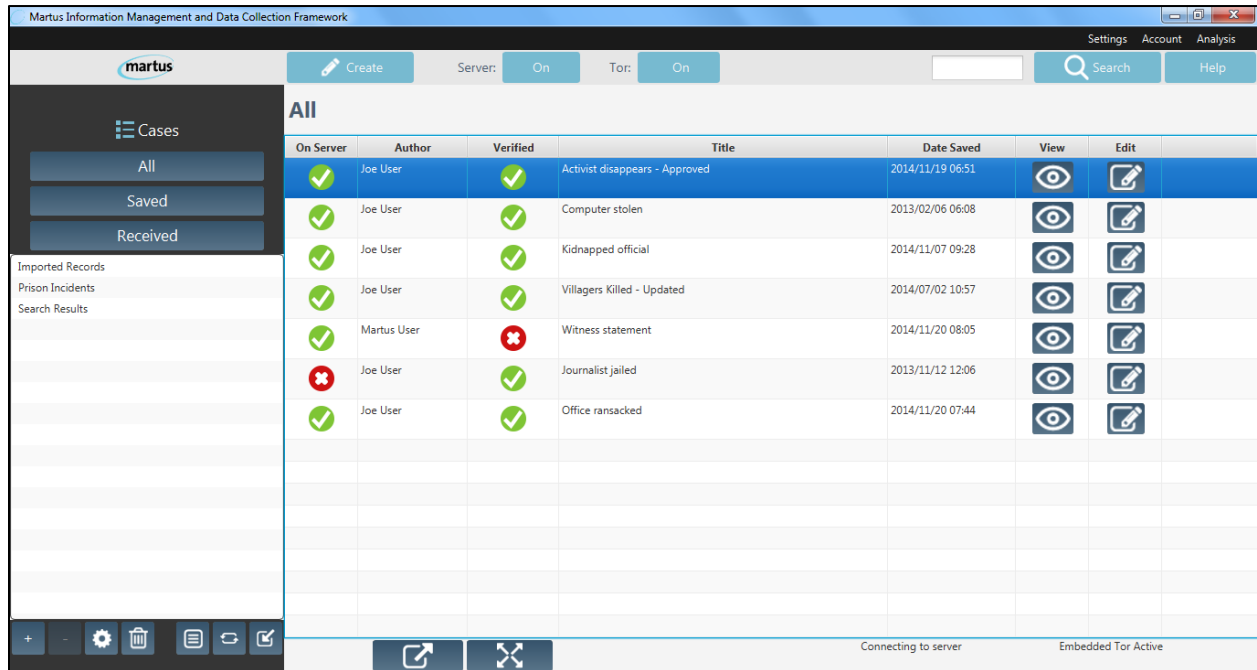 Martus Information Management and Data Collection Framework
Settings Account Analysis
martus Create Server: On Tor: On Search Help
Cases
All
Saved
Received
Imported Records
Prison Incidents
Search Results
All
On Server Author Verified Title Date Saved View Edit
Joe User Activist disappears - Approved 2014/11/19 06:51
Joe User Computer stolen 2013/02/06 06:08
Joe User Kidnapped official 2014/11/07 09:28
Joe User Villagers Killed - Updated 2014/07/02 10:57
Martus User Witness statement 2014/11/20 08:05
Joe User Journalist jailed 2013/11/12 12:06
Joe User Office ransacked 2014/11/20 07:44
+ -
Connecting to server Embedded Tor Active